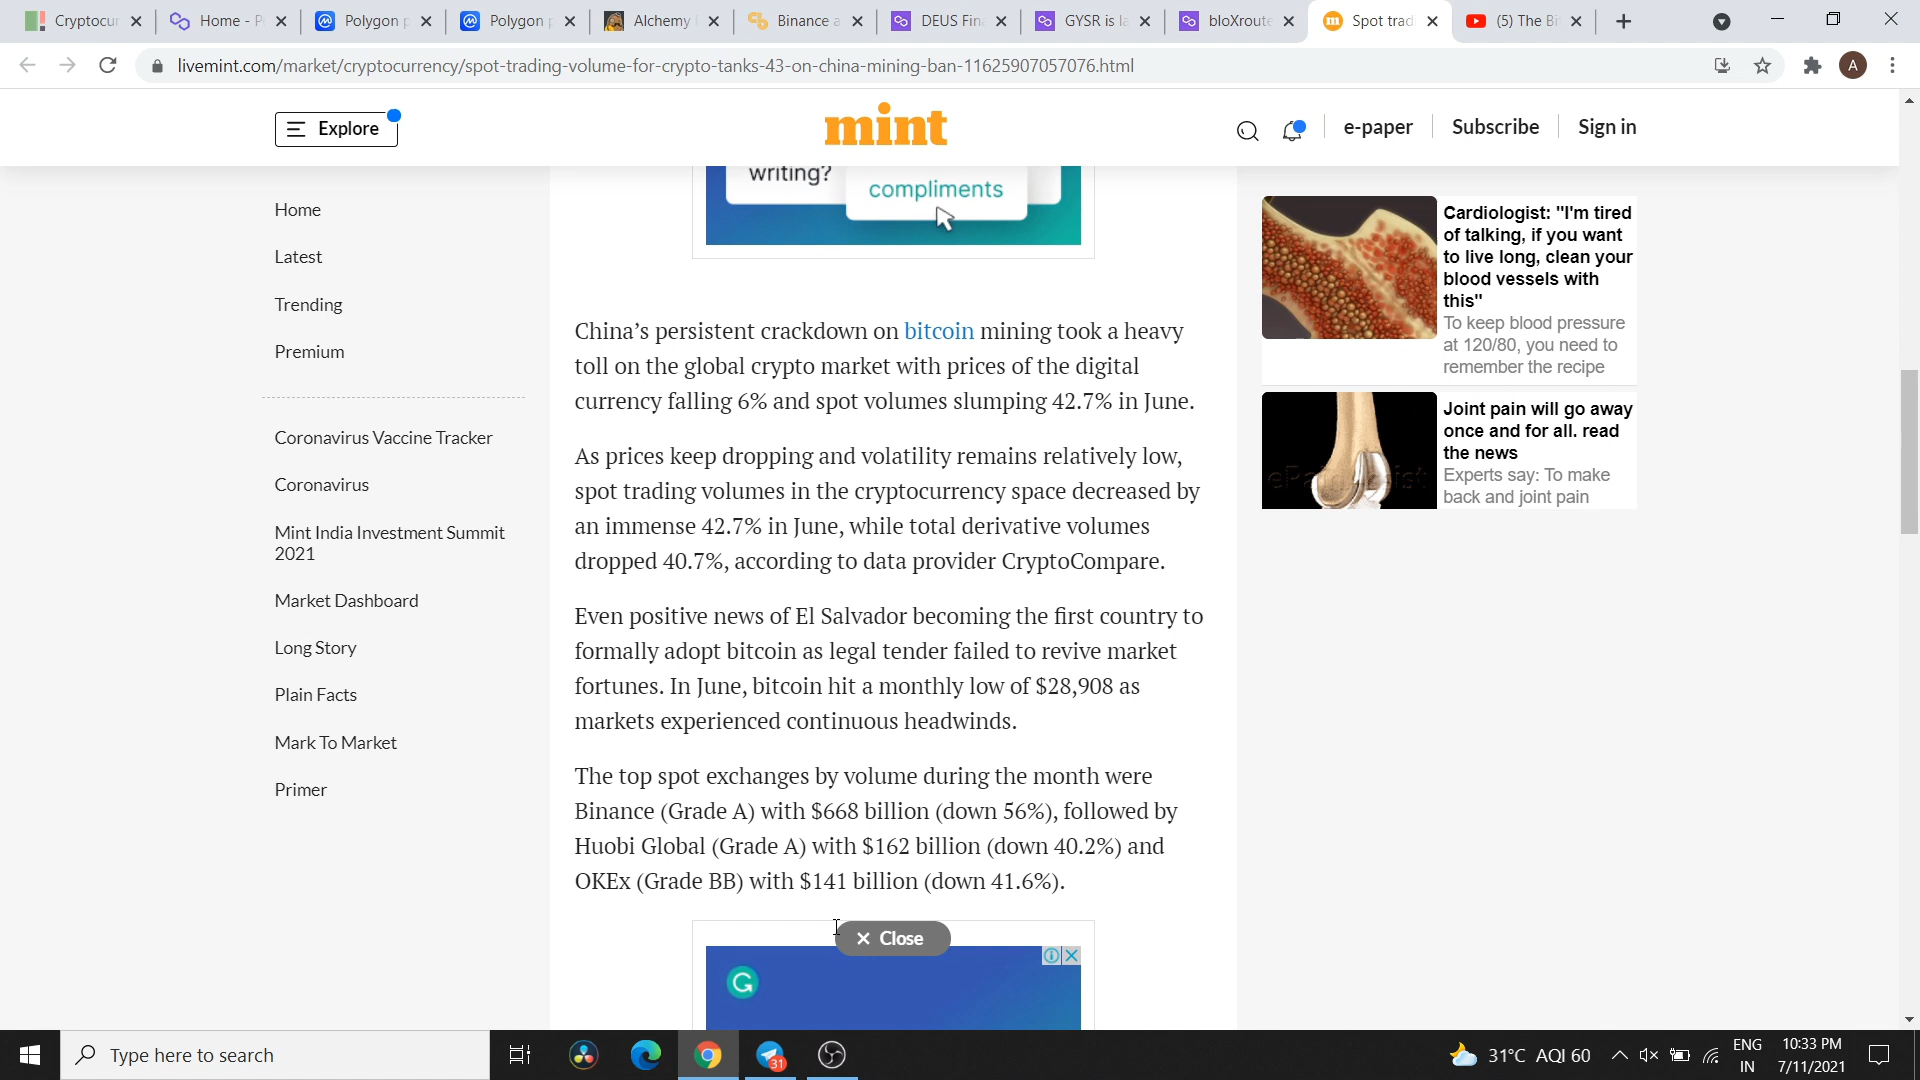 Cryptocur
Home - P
Polygon p
Polygon p
Alchemy
Binance a
DEUS Fin
GYSR is la
bloXroute
Spot trad
(5) The Bi
livemint.com/market/cryptocurrency/spot-trading-volume-for-crypto-tanks-43-on-china-mining-ban-11625907057076.html
A
Explore
mint
e-paper
Subscribe
Sign in
Home
Latest
Trending
Premium
Coronavirus Vaccine Tracker
Coronavirus
Mint India Investment Summit
2021
Market Dashboard
Long Story
Plain Facts
Mark To Market
Primer
writing?
compliments
China’s persistent crackdown on bitcoin mining took a heavy
toll on the global crypto market with prices of the digital
currency falling 6% and spot volumes slumping 42.7% in June.
As prices keep dropping and volatility remains relatively low,
spot trading volumes in the cryptocurrency space decreased by
an immense 42.7% in June, while total derivative volumes
dropped 40.7%, according to data provider CryptoCompare.
Even positive news of El Salvador becoming the first country to
formally adopt bitcoin as legal tender failed to revive market
fortunes. In June, bitcoin hit a monthly low of $28,908 as
markets experienced continuous headwinds.
The top spot exchanges by volume during the month were
Binance (Grade A) with $668 billion (down 56%), followed by
Huobi Global (Grade A) with $162 billion (down 40.2%) and
OKEx (Grade BB) with $141 billion (down 41.6%).
Close
Cardiologist: "I'm tired
of talking, if you want
to live long, clean your
blood vessels with
this"
To keep blood pressure
at 120/80, you need to
remember the recipe
Joint pain will go away
once and for all. read
the news
Experts say: To make
back and joint pain
Type here to search
31
31°C AQI 60
ENG
IN
10:33 PM
7/11/2021